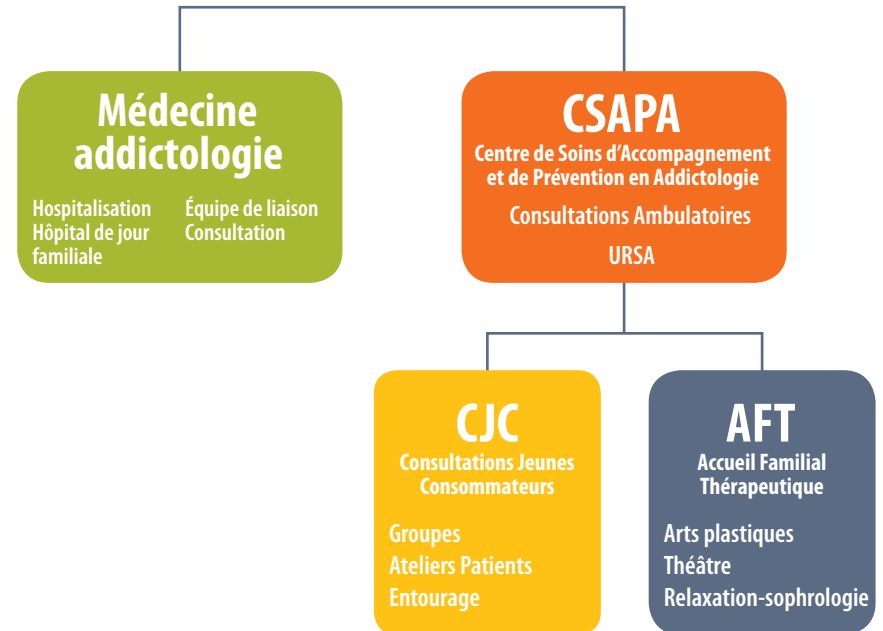 Médecine
addictologie
Hospitalisation
Hôpital de jour
familiale
Équipe de liaison
Consultation
CSAPA
Centre de Soins d'Accompagnement
et de Prévention en Addictologie
Consultations Ambulatoires
URSA
CJC
Consultations Jeunes
Consommateurs
Groupes
Ateliers Patients
Entourage
AFT
Accueil Familial
Thérapeutique
Arts plastiques
Théâtre
Relaxation-sophrologie